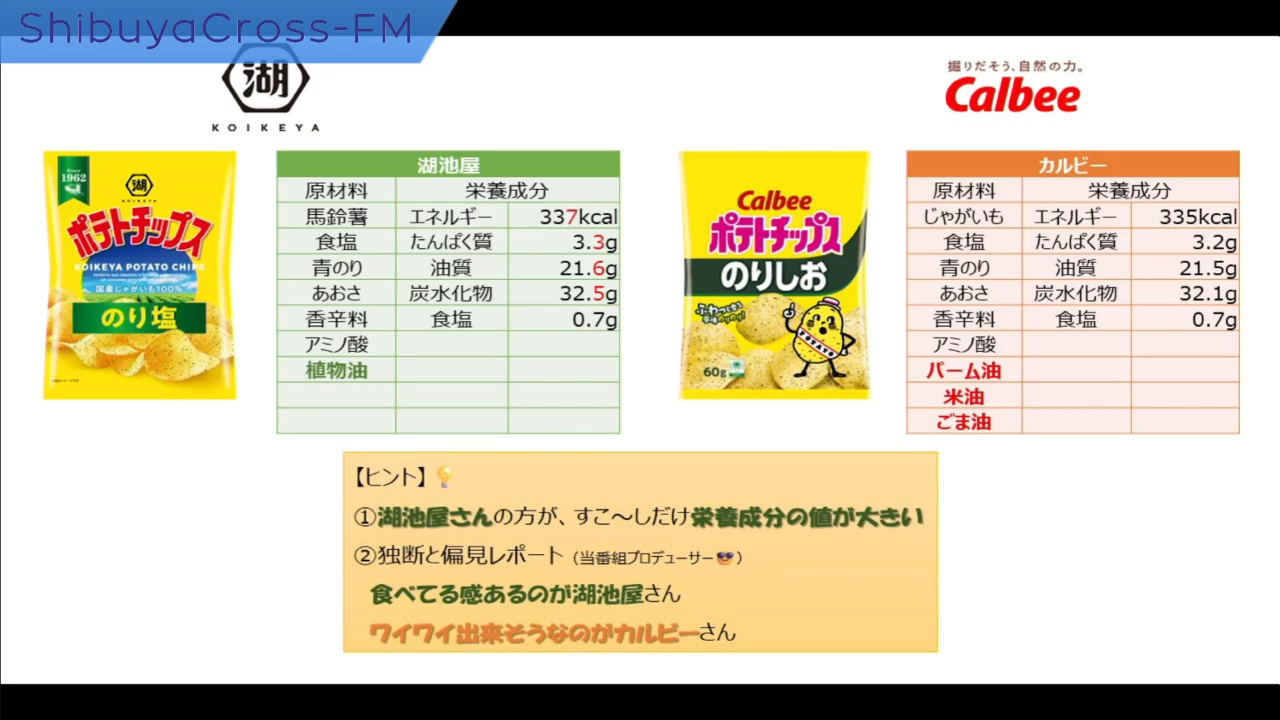 ShibuyaCross-FM
湖
KOIKEYA
掘りだそう、自然の力。
Calbee
Since
1962
湖
KOIKEYA
ポテトチップス
KOIKEYA POTATO CHIPS
国産じゃがいも100%
のり塩
湖池屋
原材料 栄養成分
馬鈴薯 エネルギー 337kcal
食塩 たんぱく質 3.3g
青のり 油質 21.6g
あおさ 炭水化物 32.5g
香辛料 食塩 0.7g
アミノ酸
植物油
Calbee
ポテトチップス
のりしお
POTATO
60g
カルビー
原材料 栄養成分
じゃがいも エネルギー 335kcal
食塩 たんぱく質 3.2g
青のり 油質 21.5g
あおさ 炭水化物 32.1g
香辛料 食塩 0.7g
アミノ酸
パーム油
米油
ごま油
【ヒント】💡
①湖池屋さんの方が、すこ～しだけ栄養成分の値が大きい
②独断と偏見レポート（当番組プロデューサー😎）
食べてる感あるのが湖池屋さん
ワイワイ出来そうなのがカルビーさん